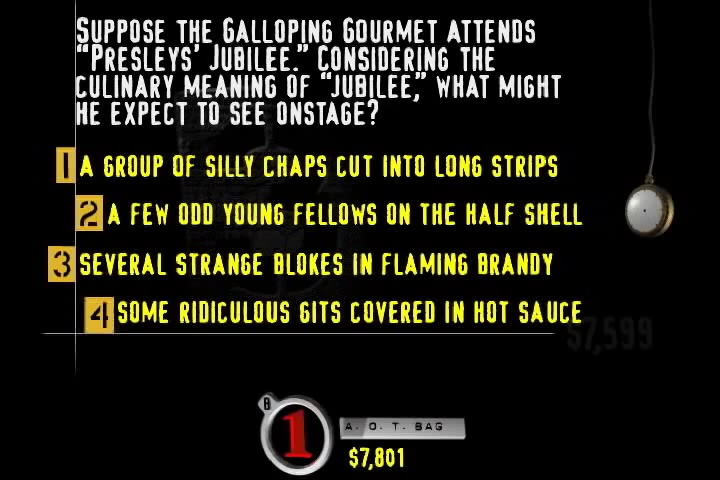 SUPPOSE THE GALLOPING GOURMET ATTENDS
"PRESLEYS' JUBILEE." CONSIDERING THE
CULINARY MEANING OF "JUBILEE," WHAT MIGHT
HE EXPECT TO SEE ONSTAGE?
1 A GROUP OF SILLY CHAPS CUT INTO LONG STRIPS
2 A FEW ODD YOUNG FELLOWS ON THE HALF SHELL
3 SEVERAL STRANGE BLOKES IN FLAMING BRANDY
4 SOME RIDICULOUS GITS COVERED IN HOT SAUCE
$7,599
B
1 A. O. T. BAG
$7,801